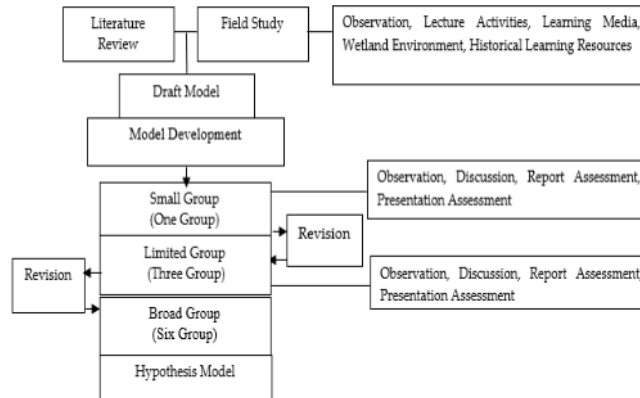 Literature
Review
Field Study
Observation, Lecture Activities, Learning Media,
Wetland Environment, Historical Learning Resources
Draft Model
Model Development
Small Group
(One Group)
Observation, Discussion, Report Assessment,
Presentation Assessment
Revision
Limited Group
(Three Group)
Revision
Observation, Discussion, Report Assessment,
Presentation Assessment
Broad Group
(Six Group)
Hypothesis Model